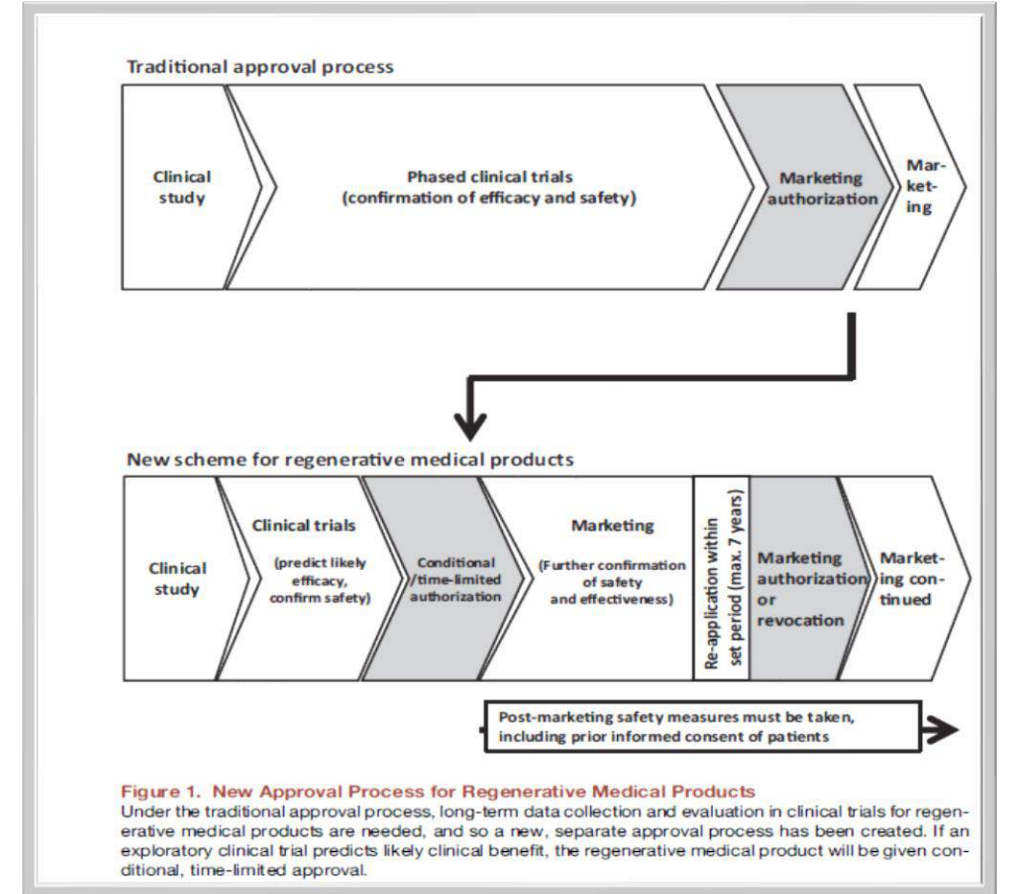 Traditional approval process
Clinical
study
Phased clinical trials
(confirmation of efficacy and safety)
Marketing
authorization
Mar-
ket-
ing
New scheme for regenerative medical products
Clinical
study
Clinical trials
(predict likely
efficacy,
confirm safety)
Conditional
/time-limited
authorization
Marketing
(Further confirmation
of safety
and effectiveness)
Re-application within
set period (max. 7 years)
Marketing
authorization
or
revocation
Market-
ing con-
tinued
Post-marketing safety measures must be taken,
including prior informed consent of patients
Figure 1. New Approval Process for Regenerative Medical Products
Under the traditional approval process, long-term data collection and evaluation in clinical trials for regen-
erative medical products are needed, and so a new, separate approval process has been created. If an
exploratory clinical trial predicts likely clinical benefit, the regenerative medical product will be given con-
ditional, time-limited approval.